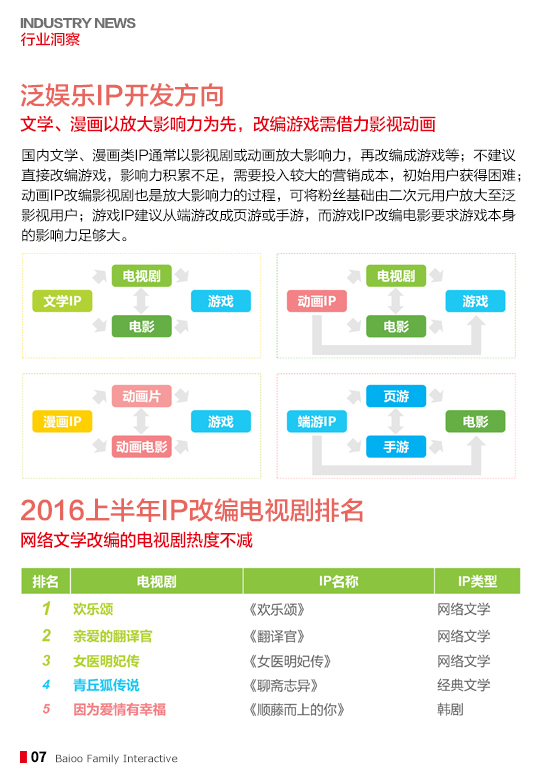 INDUSTRY NEWS
行业洞察
泛娱乐IP开发方向
文学、漫画以放大影响力为先，改编游戏需借力影视动画
国内文学、漫画类IP通常以影视剧或动画放大影响力，再改编成游戏等；不建议
直接改编游戏，影响力积累不足，需要投入较大的营销成本，初始用户获得困难；
动画IP改编影视剧也是放大影响力的过程，可将粉丝基础由二次元用户放大至泛
影视用户；游戏IP建议从端游改成页游或手游，而游戏IP改编电影要求游戏本身
的影响力足够大。
电视剧
文学IP 游戏
电影
电视剧
动画IP 游戏
电影
动画片
漫画IP 游戏
动画电影
页游
端游IP 电影
手游
2016上半年IP改编电视剧排名
网络文学改编的电视剧热度不减
排名 电视剧 IP名称 IP类型
1 欢乐颂 《欢乐颂》 网络文学
2 亲爱的翻译官 《翻译官》 网络文学
3 女医明妃传 《女医明妃传》 网络文学
4 青丘狐传说 《聊斋志异》 经典文学
5 因为爱情有幸福 《顺藤而上的你》 韩剧
07 Baioo Family Interactive